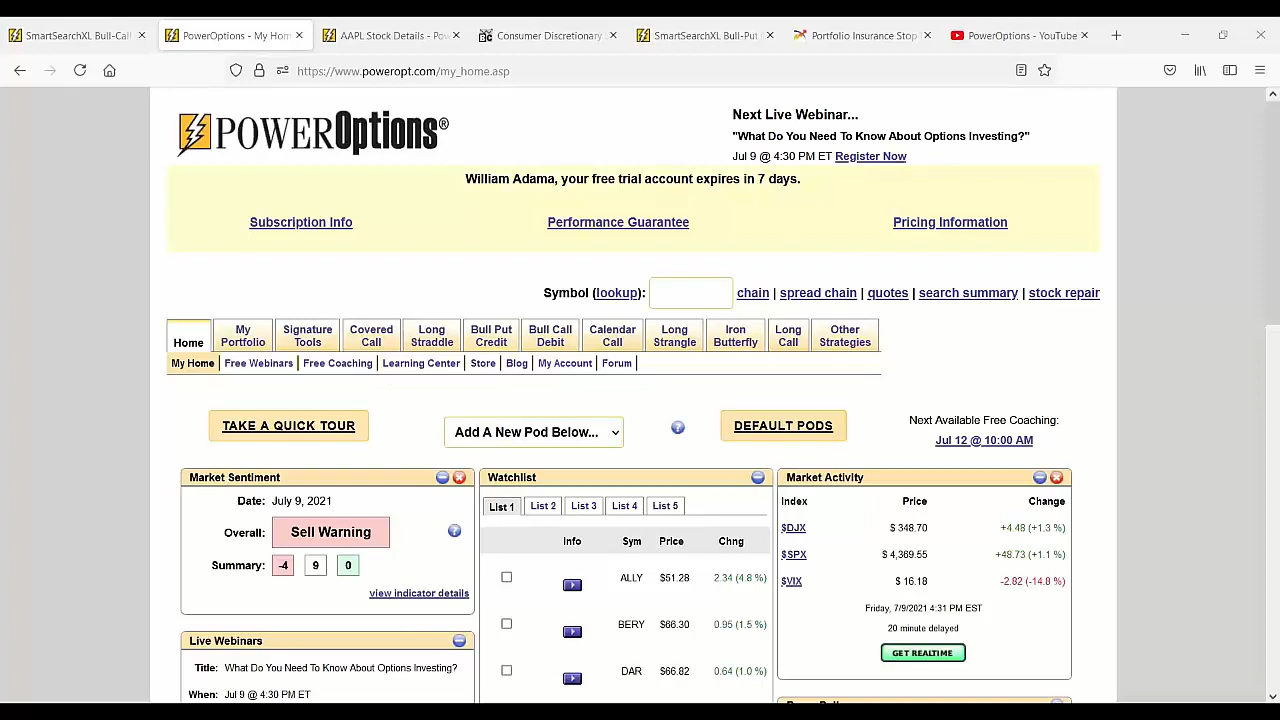 SmartSearchXL Bull-Call
PowerOptions - My Hom
AAPL Stock Details - Po
BC
Consumer Discretionary
SmartSearchXL Bull-Put
Portfolio Insurance Stop
PowerOptions - YouTube
https://www.poweropt.com/my_home.asp
POWEROptions®
Next Live Webinar...
"What Do You Need To Know About Options Investing?"
Jul 9 @ 4:30 PM ET Register Now
William Adama, your free trial account expires in 7 days.
Subscription Info Performance Guarantee Pricing Information
Symbol (lookup): chain | spread chain | quotes | search summary | stock repair
Home
My Portfolio
Signature Tools
Covered Call
Long Straddle
Bull Put Credit
Bull Call Debit
Calendar Call
Long Strangle
Iron Butterfly
Long Call
Other Strategies
My Home | Free Webinars | Free Coaching | Learning Center | Store | Blog | My Account | Forum |
TAKE A QUICK TOUR
Add A New Pod Below...
DEFAULT PODS
Next Available Free Coaching:
Jul 12 @ 10:00 AM
Market Sentiment
Date: July 9, 2021
Overall: Sell Warning
Summary: -4 9 0
view indicator details
Live Webinars
Title: What Do You Need To Know About Options Investing?
When: Jul 9 @ 4:30 PM ET
Watchlist
List 1 List 2 List 3 List 4 List 5
Info Sym Price Chng
ALLY $51.28 2.34 (4.8 %)
BERY $66.30 0.95 (1.5 %)
DAR $66.82 0.64 (1.0 %)
Market Activity
Index Price Change
$DJX $ 348.70 +4.48 (+1.3 %)
$SPX $ 4,369.55 +48.73 (+1.1 %)
$VIX $ 16.18 -2.82 (-14.8 %)
Friday, 7/9/2021 4:31 PM EST
20 minute delayed
GET REALTIME